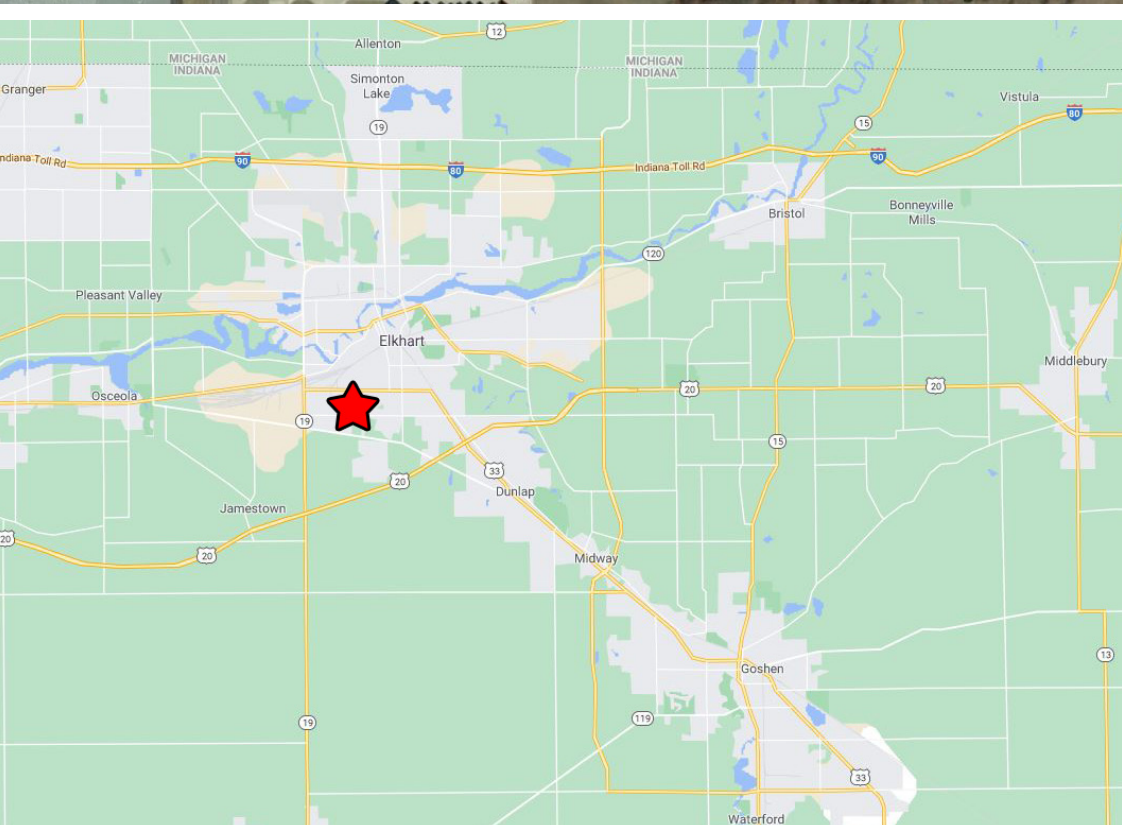 12
Allenton
MICHIGAN
INDIANA
MICHIGAN
INDIANA
Granger
Simonton
Lake
Vistula
80
19
15
Indiana Toll Rd
90
80
Indiana Toll Rd
90
Bristol
Bonneyville
Mills
120
Pleasant Valley
Elkhart
Middlebury
Osceola
20
20
19
15
33
20
Dunlap
Jamestown
20
20
Midway
13
Goshen
19
119
33
Waterford